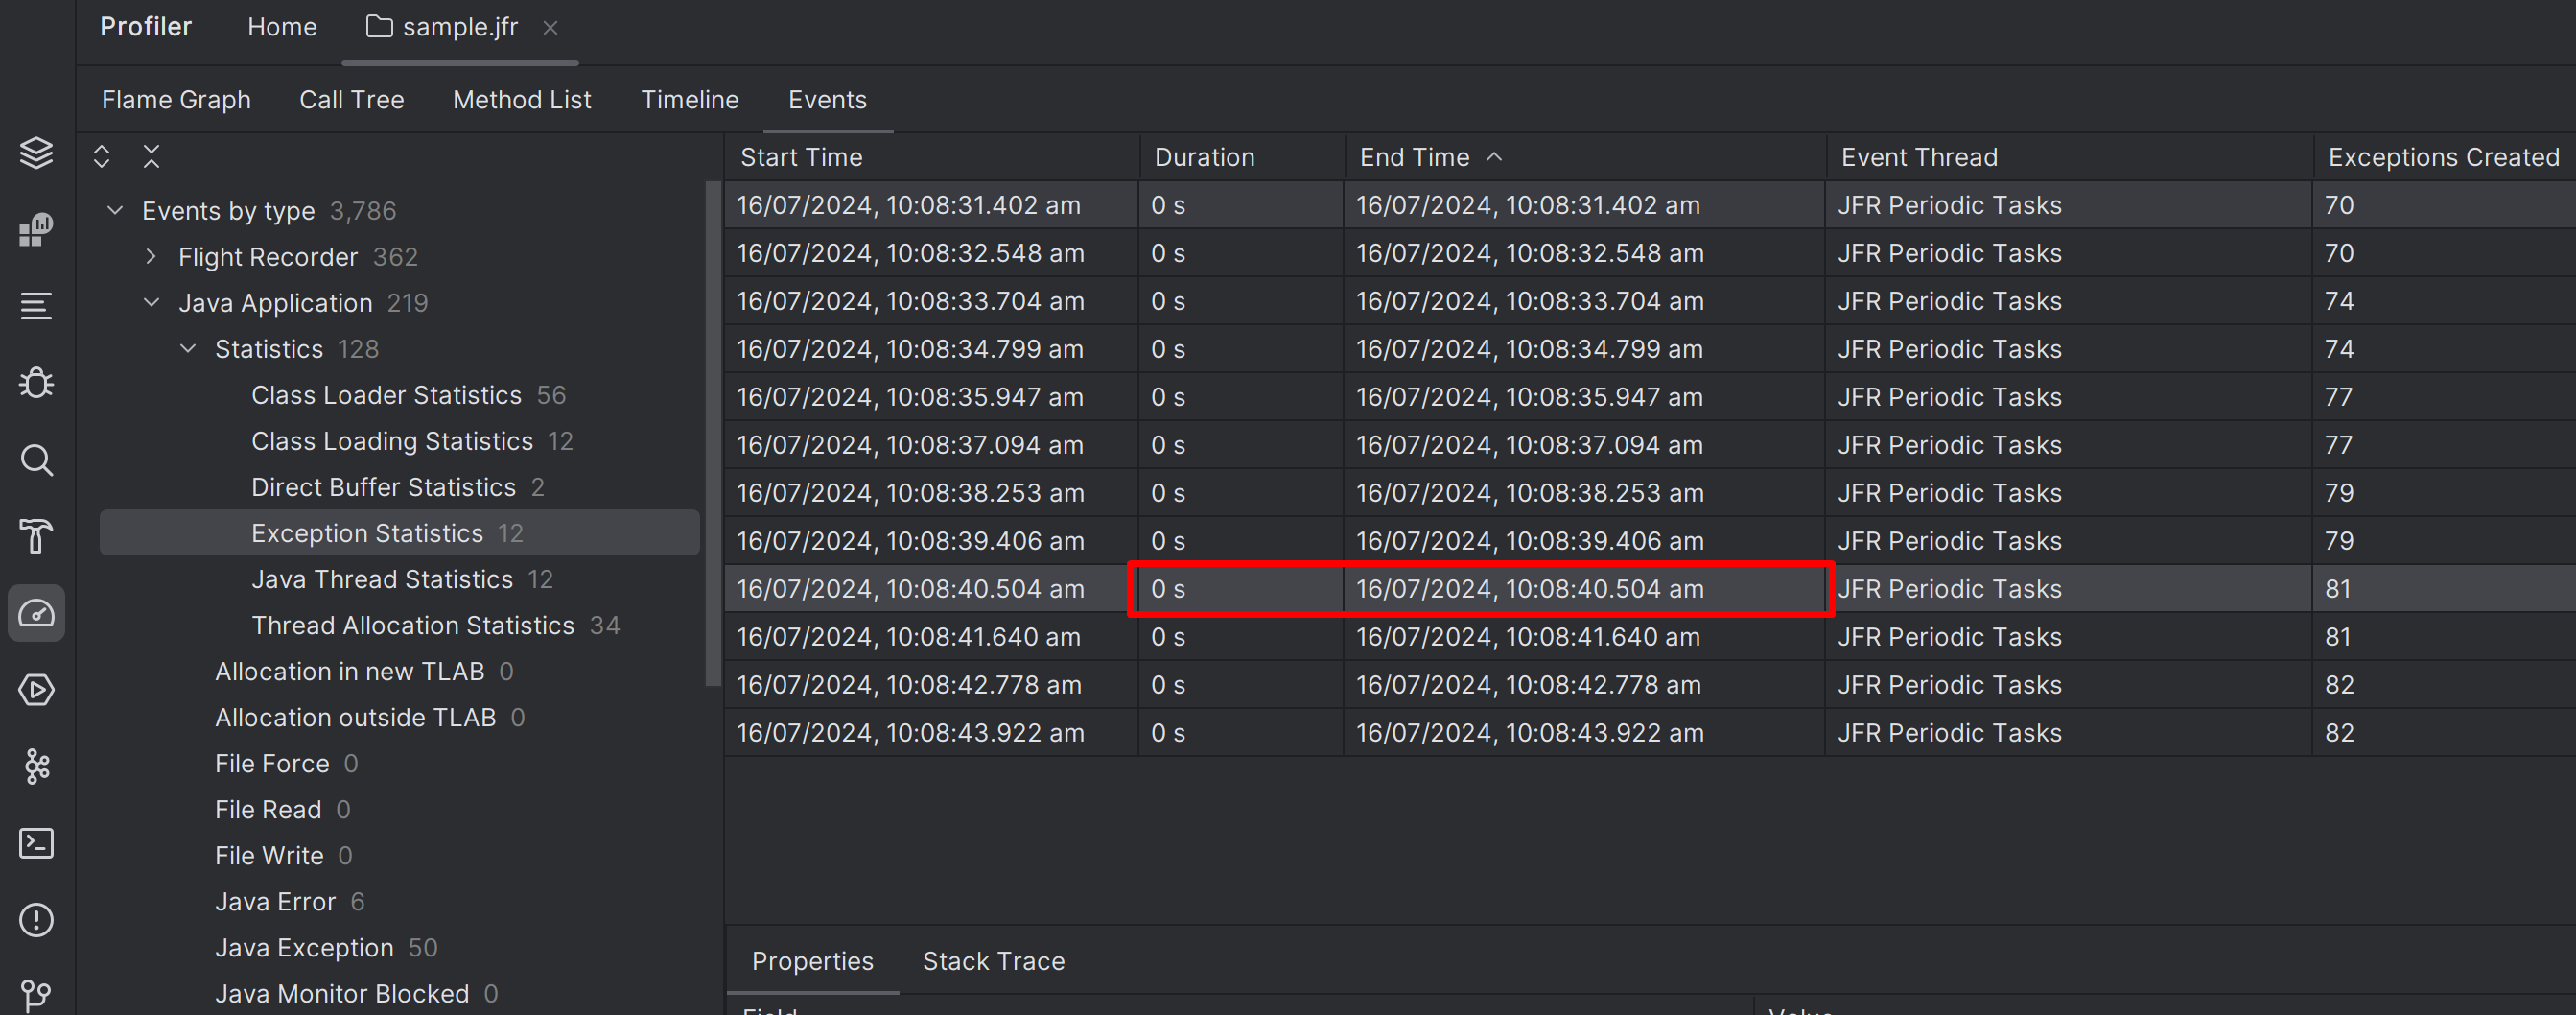 Profiler Home sample.jfr
Flame Graph Call Tree Method List Timeline Events
Events by type 3,786
Flight Recorder 362
Java Application 219
Statistics 128
Class Loader Statistics 56
Class Loading Statistics 12
Direct Buffer Statistics 2
Exception Statistics 12
Java Thread Statistics 12
Thread Allocation Statistics 34
Allocation in new TLAB 0
Allocation outside TLAB 0
File Force 0
File Read 0
File Write 0
Java Error 6
Java Exception 50
Java Monitor Blocked 0
Start Time Duration End Time Event Thread Exceptions Created
16/07/2024, 10:08:31.402 am 0 s 16/07/2024, 10:08:31.402 am JFR Periodic Tasks 70
16/07/2024, 10:08:32.548 am 0 s 16/07/2024, 10:08:32.548 am JFR Periodic Tasks 70
16/07/2024, 10:08:33.704 am 0 s 16/07/2024, 10:08:33.704 am JFR Periodic Tasks 74
16/07/2024, 10:08:34.799 am 0 s 16/07/2024, 10:08:34.799 am JFR Periodic Tasks 74
16/07/2024, 10:08:35.947 am 0 s 16/07/2024, 10:08:35.947 am JFR Periodic Tasks 77
16/07/2024, 10:08:37.094 am 0 s 16/07/2024, 10:08:37.094 am JFR Periodic Tasks 77
16/07/2024, 10:08:38.253 am 0 s 16/07/2024, 10:08:38.253 am JFR Periodic Tasks 79
16/07/2024, 10:08:39.406 am 0 s 16/07/2024, 10:08:39.406 am JFR Periodic Tasks 79
16/07/2024, 10:08:40.504 am 0 s 16/07/2024, 10:08:40.504 am JFR Periodic Tasks 81
16/07/2024, 10:08:41.640 am 0 s 16/07/2024, 10:08:41.640 am JFR Periodic Tasks 81
16/07/2024, 10:08:42.778 am 0 s 16/07/2024, 10:08:42.778 am JFR Periodic Tasks 82
16/07/2024, 10:08:43.922 am 0 s 16/07/2024, 10:08:43.922 am JFR Periodic Tasks 82
Properties Stack Trace
Field Value